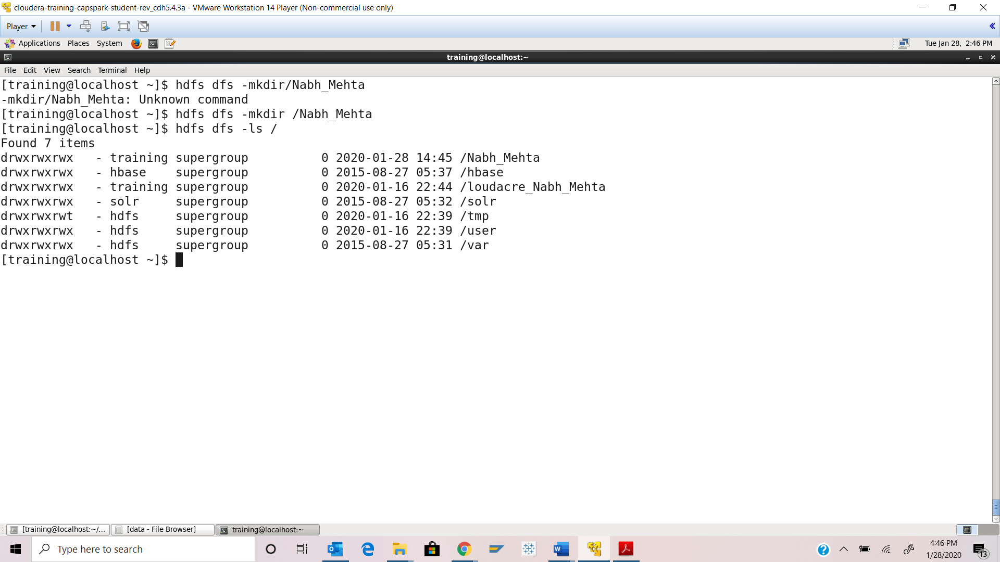 cloudera-training-capspark-student-rev_cdh5.4.3a - VMware Workstation 14 Player (Non-commercial use only)
Player
Applications Places System Tue Jan 28, 2:46 PM
training@localhost:~
File Edit View Search Terminal Help
[training@localhost ~]$ hdfs dfs -mkdir/Nabh_Mehta
-mkdir/Nabh_Mehta: Unknown command
[training@localhost ~]$ hdfs dfs -mkdir /Nabh_Mehta
[training@localhost ~]$ hdfs dfs -ls /
Found 7 items
drwxrwxrwx   - training supergroup          0 2020-01-28 14:45 /Nabh_Mehta
drwxrwxrwx   - hbase    supergroup          0 2015-08-27 05:37 /hbase
drwxrwxrwx   - training supergroup          0 2020-01-16 22:44 /loudacre_Nabh_Mehta
drwxrwxrwx   - solr     supergroup          0 2015-08-27 05:32 /solr
drwxrwxrwt   - hdfs     supergroup          0 2020-01-16 22:39 /tmp
drwxrwxrwx   - hdfs     supergroup          0 2020-01-16 22:39 /user
drwxrwxrwx   - hdfs     supergroup          0 2015-08-27 05:31 /var
[training@localhost ~]$
[training@localhost:~/... [data - File Browser] training@localhost:~
Type here to search
4:46 PM
1/28/2020
13